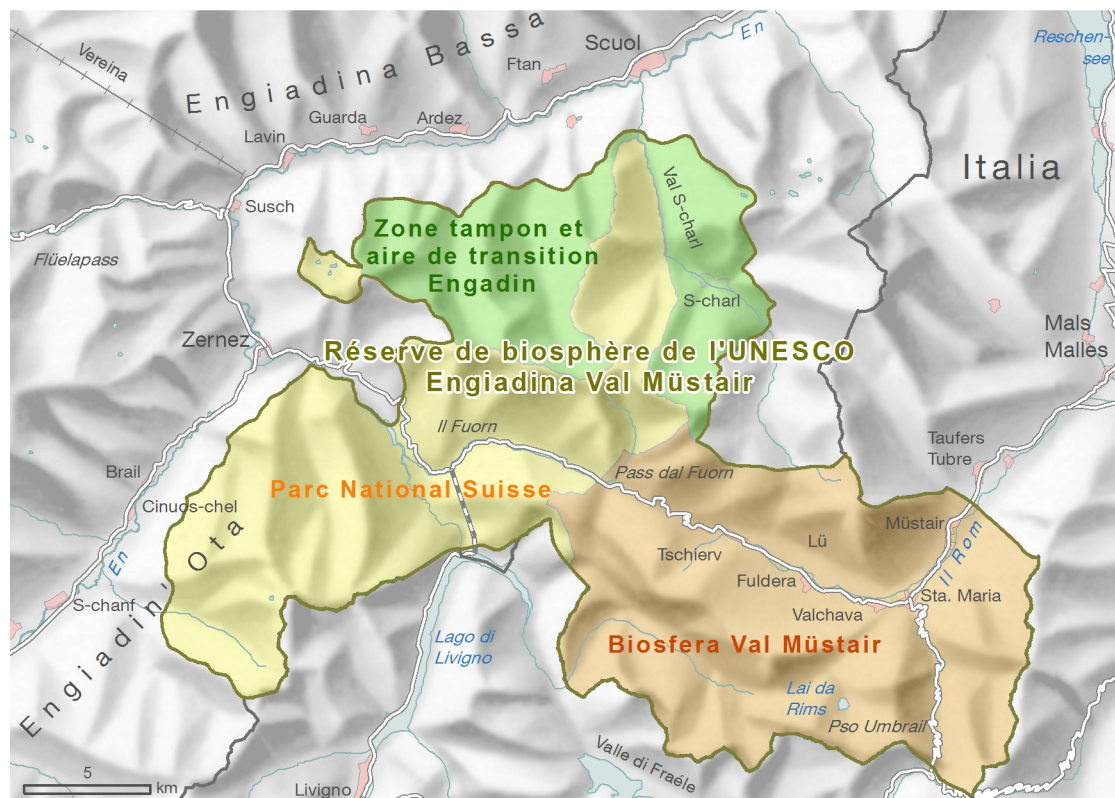 Reschen-
see
En
Scuol
Ftan
Vereina
Engiadina Bassa
Guarda
Ardez
Lavin
Italia
Val S-charl
Susch
Zone tampon et
aire de transition
Engadin
Flüelapass
S-charl
Mals
Malles
Zernez
Réserve de biosphère de l'UNESCO
Engiadina Val Müstair
Il Fuorn
Taufers
Tubre
Brail
Pass dal Fuorn
Parc National Suisse
Cinuos-chel
Müstair
Lü
Tschierv
Il Rom
En
Fuldera
S-chanf
Sta. Maria
Valchava
Engiadin' Ota
Lago di
Livigno
Biosfera Val Müstair
Lai da
Rims
Pso Umbrail
Valle di Fraéle
5
km
Livigno